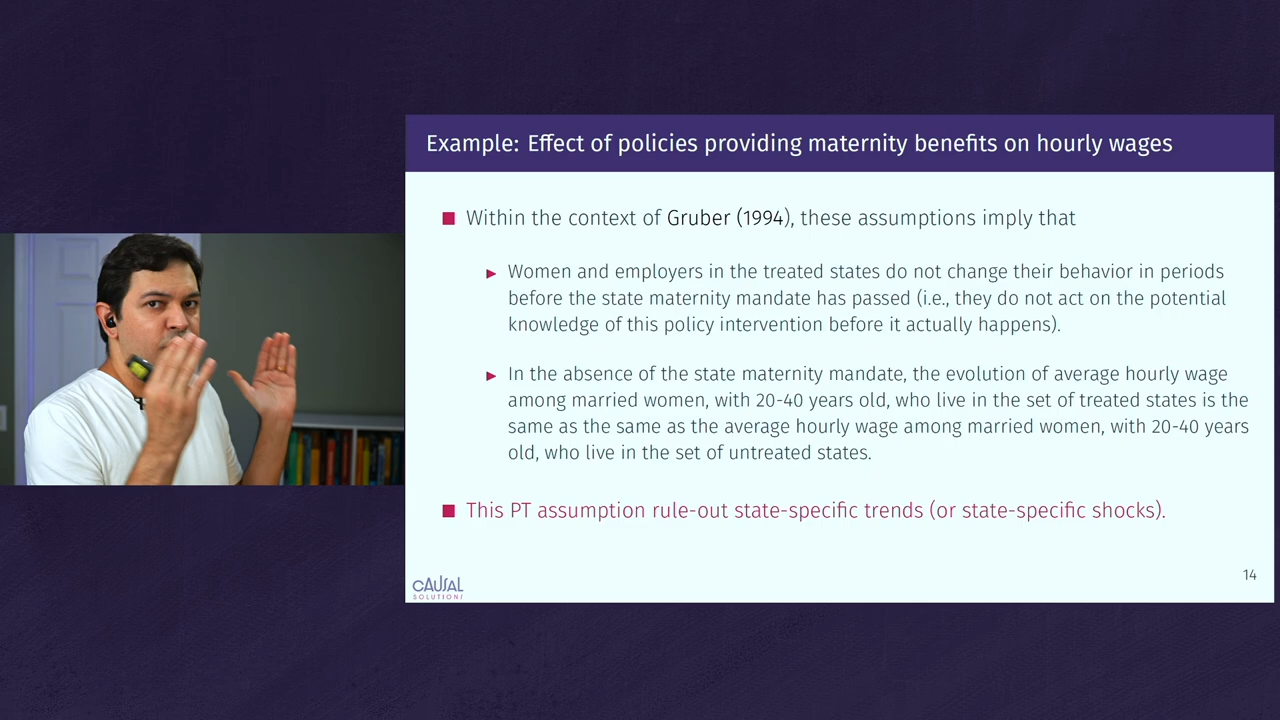 Example: Effect of policies providing maternity benefits on hourly wages
Within the context of Gruber (1994), these assumptions imply that
Women and employers in the treated states do not change their behavior in periods
before the state maternity mandate has passed (i.e., they do not act on the potential
knowledge of this policy intervention before it actually happens).
In the absence of the state maternity mandate, the evolution of average hourly wage
among married women, with 20-40 years old, who live in the set of treated states is the
same as the same as the average hourly wage among married women, with 20-40 years
old, who live in the set of untreated states.
This PT assumption rule-out state-specific trends (or state-specific shocks).
14
CAUSAL
SOLUTIONS